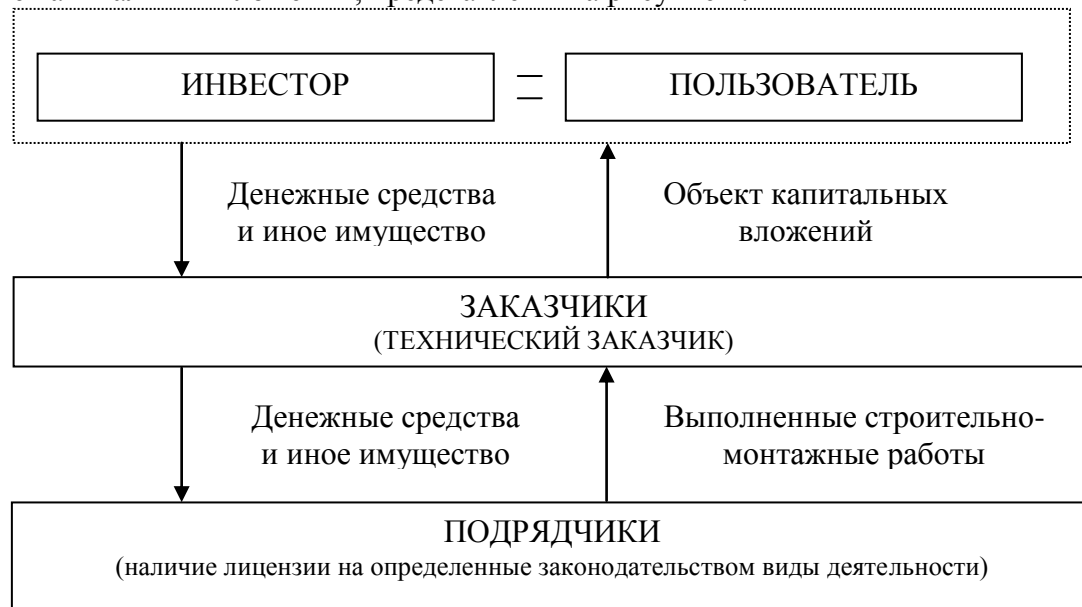 ИНВЕСТОР
ПОЛЬЗОВАТЕЛЬ
Денежные средства
и иное имущество
Объект капитальных
вложений
ЗАКАЗЧИКИ
(ТЕХНИЧЕСКИЙ ЗАКАЗЧИК)
Денежные средства
и иное имущество
Выполненные строительно-
монтажные работы
ПОДРЯДЧИКИ
(наличие лицензии на определенные законодательством виды деятельности)